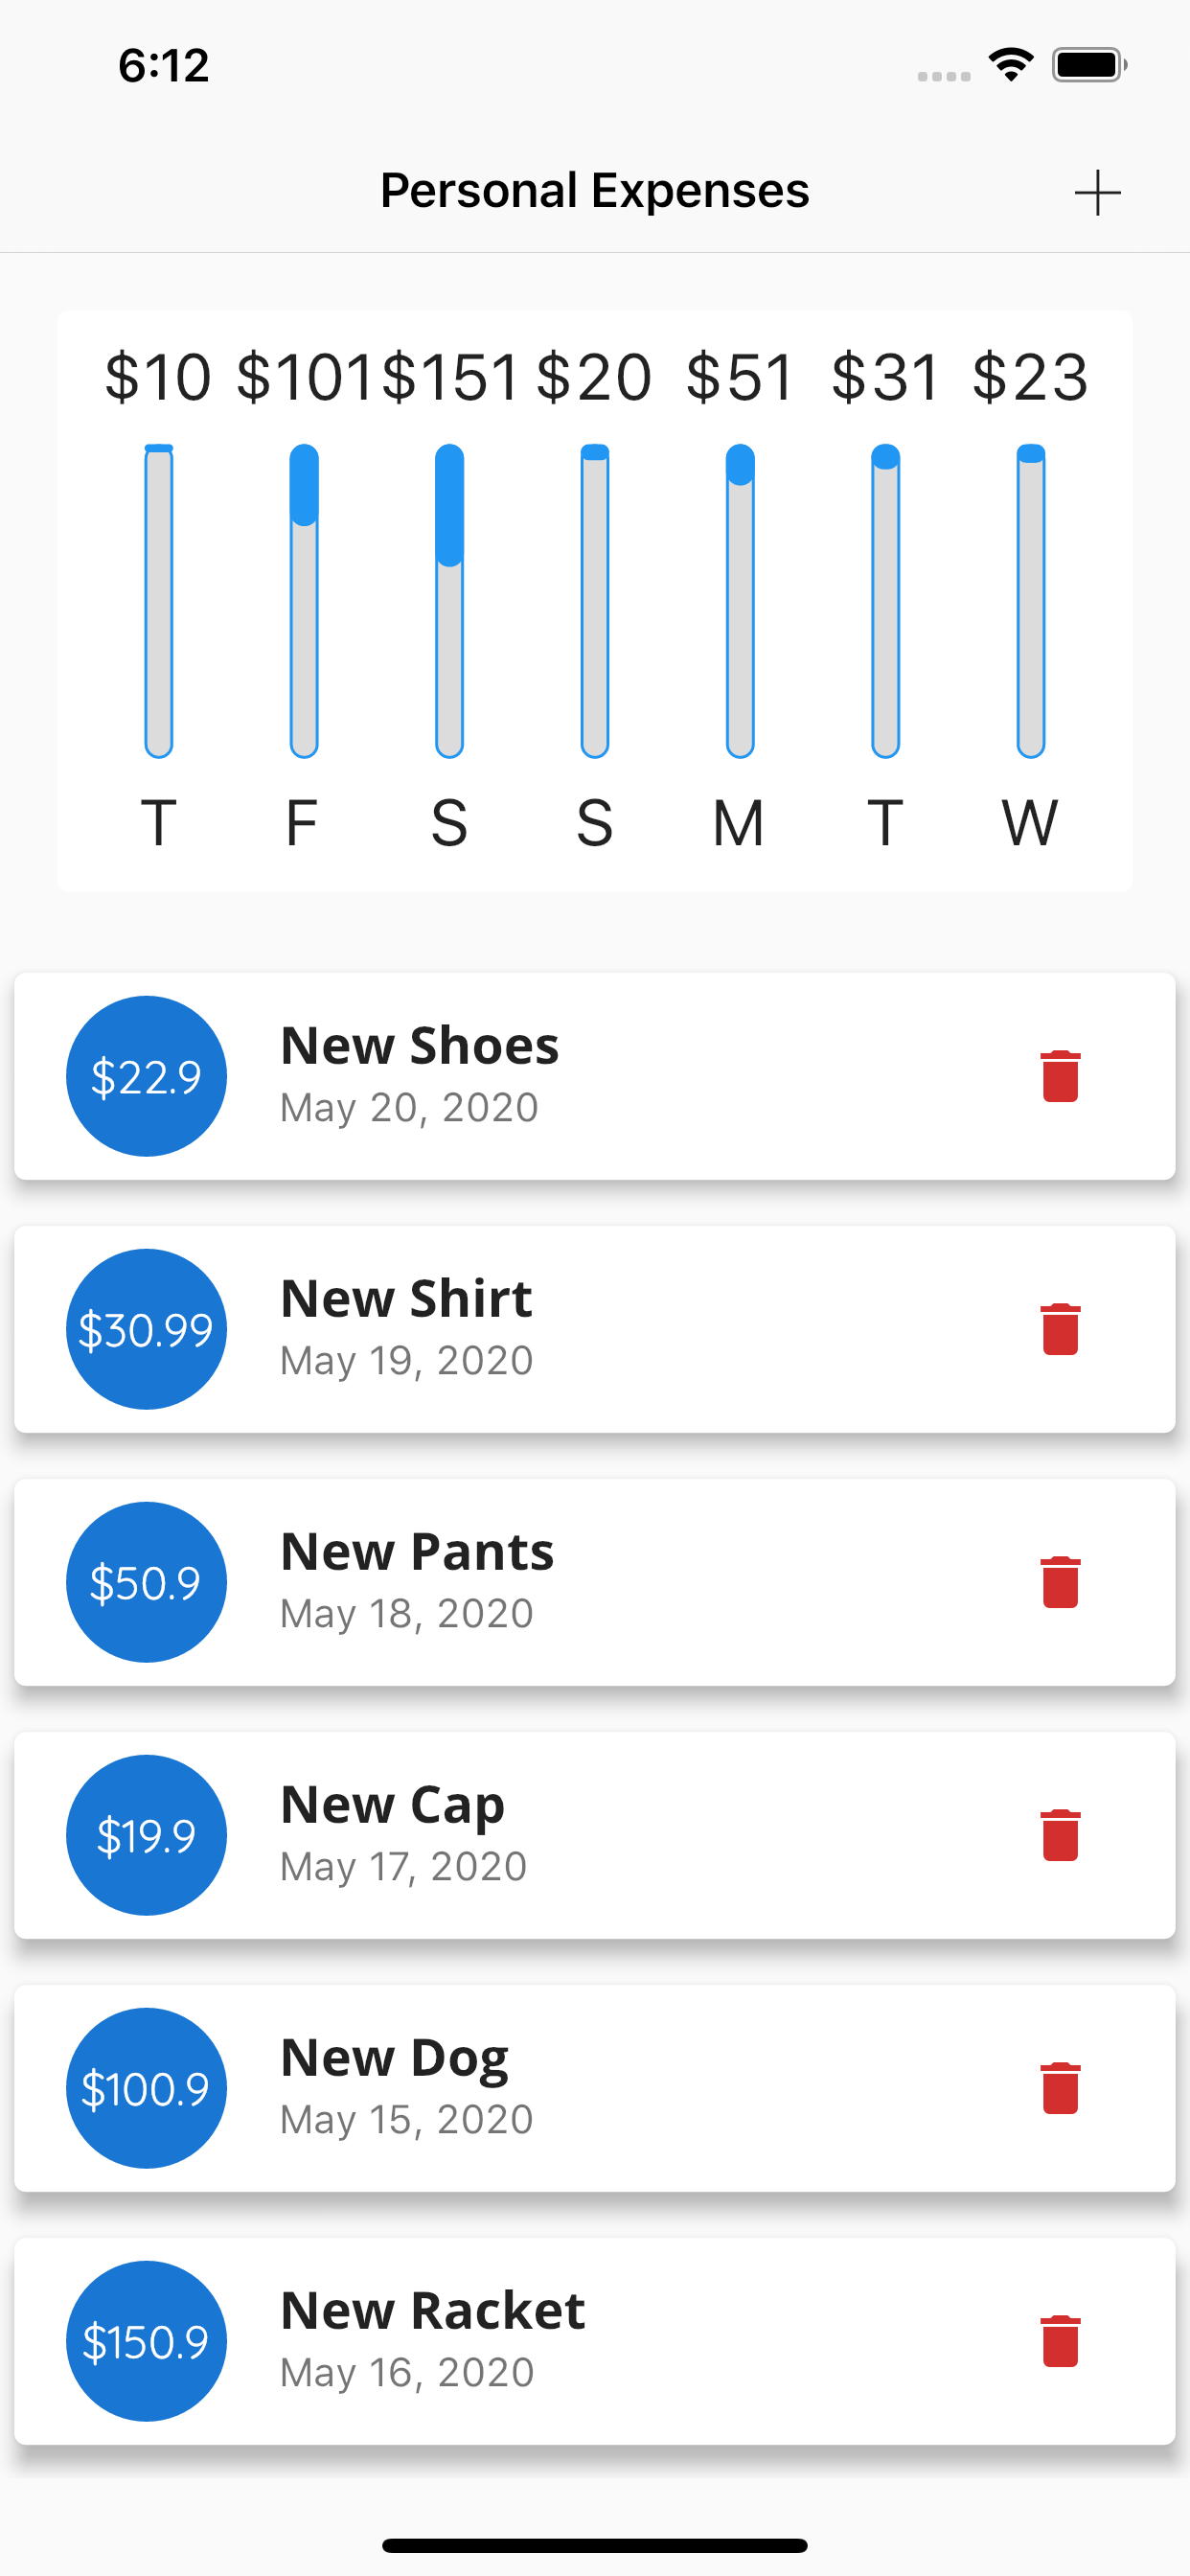 6:12
Personal Expenses
$10 $101 $151 $20 $51 $31 $23
T F S S M T W
$22.9
New Shoes
May 20, 2020
$30.99
New Shirt
May 19, 2020
$50.9
New Pants
May 18, 2020
$19.9
New Cap
May 17, 2020
$100.9
New Dog
May 15, 2020
$150.9
New Racket
May 16, 2020